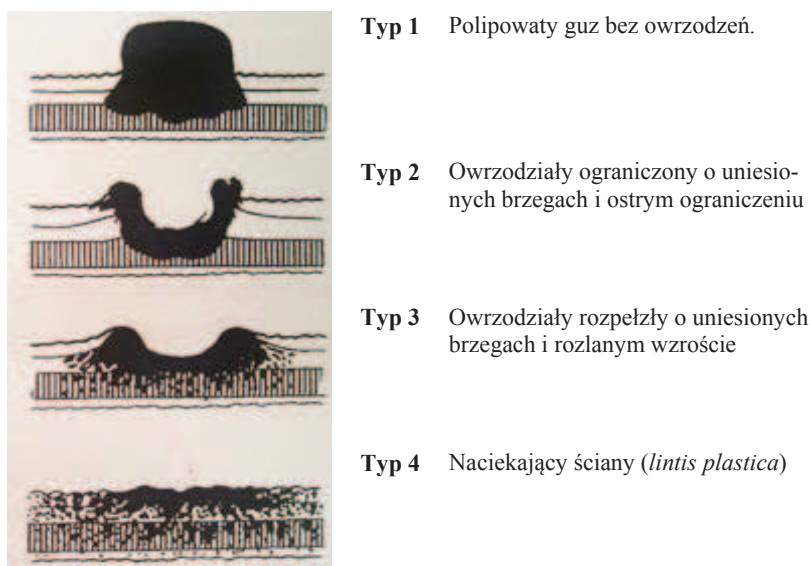 Typ 1 Polipowaty guz bez owrzodzeń.
Typ 2 Owrzodziały ograniczony o uniesio-
nych brzegach i ostrym ograniczeniu
Typ 3 Owrzodziały rozpełzły o uniesionych
brzegach i rozlanym wzroście
Typ 4 Naciekający ściany (lintis plastica)